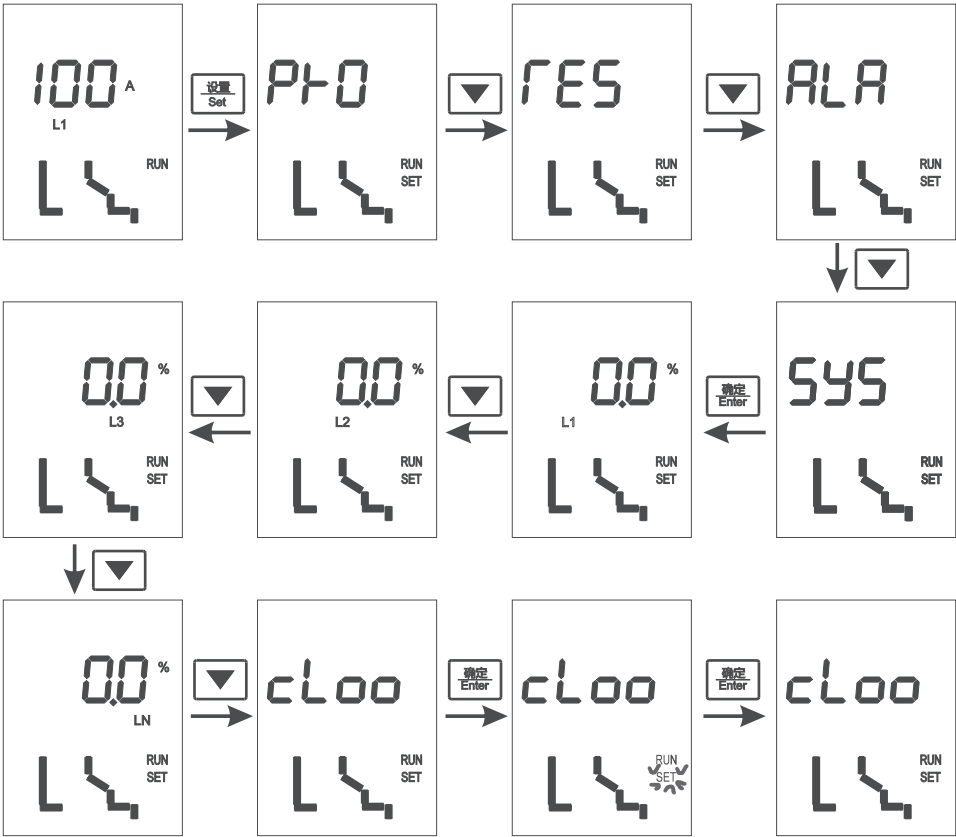 100 A
L1
RUN
设置
Set
PrO
RUN
SET
rES
RUN
SET
ALA
RUN
SET
SYS
RUN
SET
确定
Enter
0.0 %
L1
RUN
SET
0.0 %
L2
RUN
SET
0.0 %
L3
RUN
SET
0.0 %
LN
RUN
SET
cLoo
RUN
SET
确定
Enter
cLoo
RUN
SET
确定
Enter
cLoo
RUN
SET